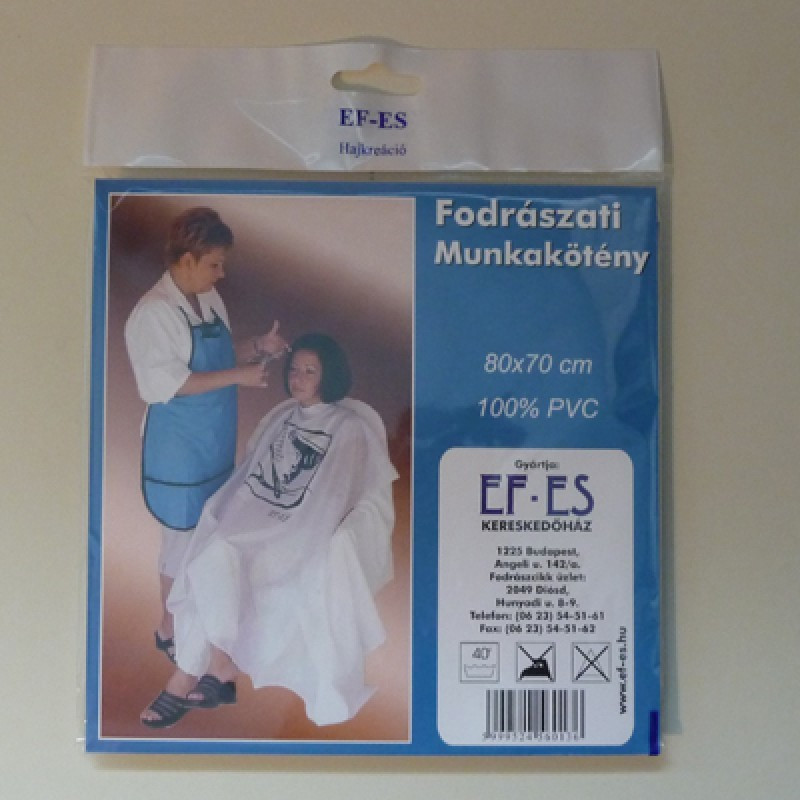 EF-ES
Hajkreáció
Fodrászati
Munkakötény
80x70 cm
100% PVC
Gyártja:
EF·ES
KERESKEDŐHÁZ
1225 Budapest,
Angeli u. 142/a.
Fodrászcikk üzlet:
2049 Diósd,
Hunyadi u. 8-9.
Telefon: (06 23) 54-51-61
Fax: (06 23) 54-51-62
40°
www.ef-es.hu